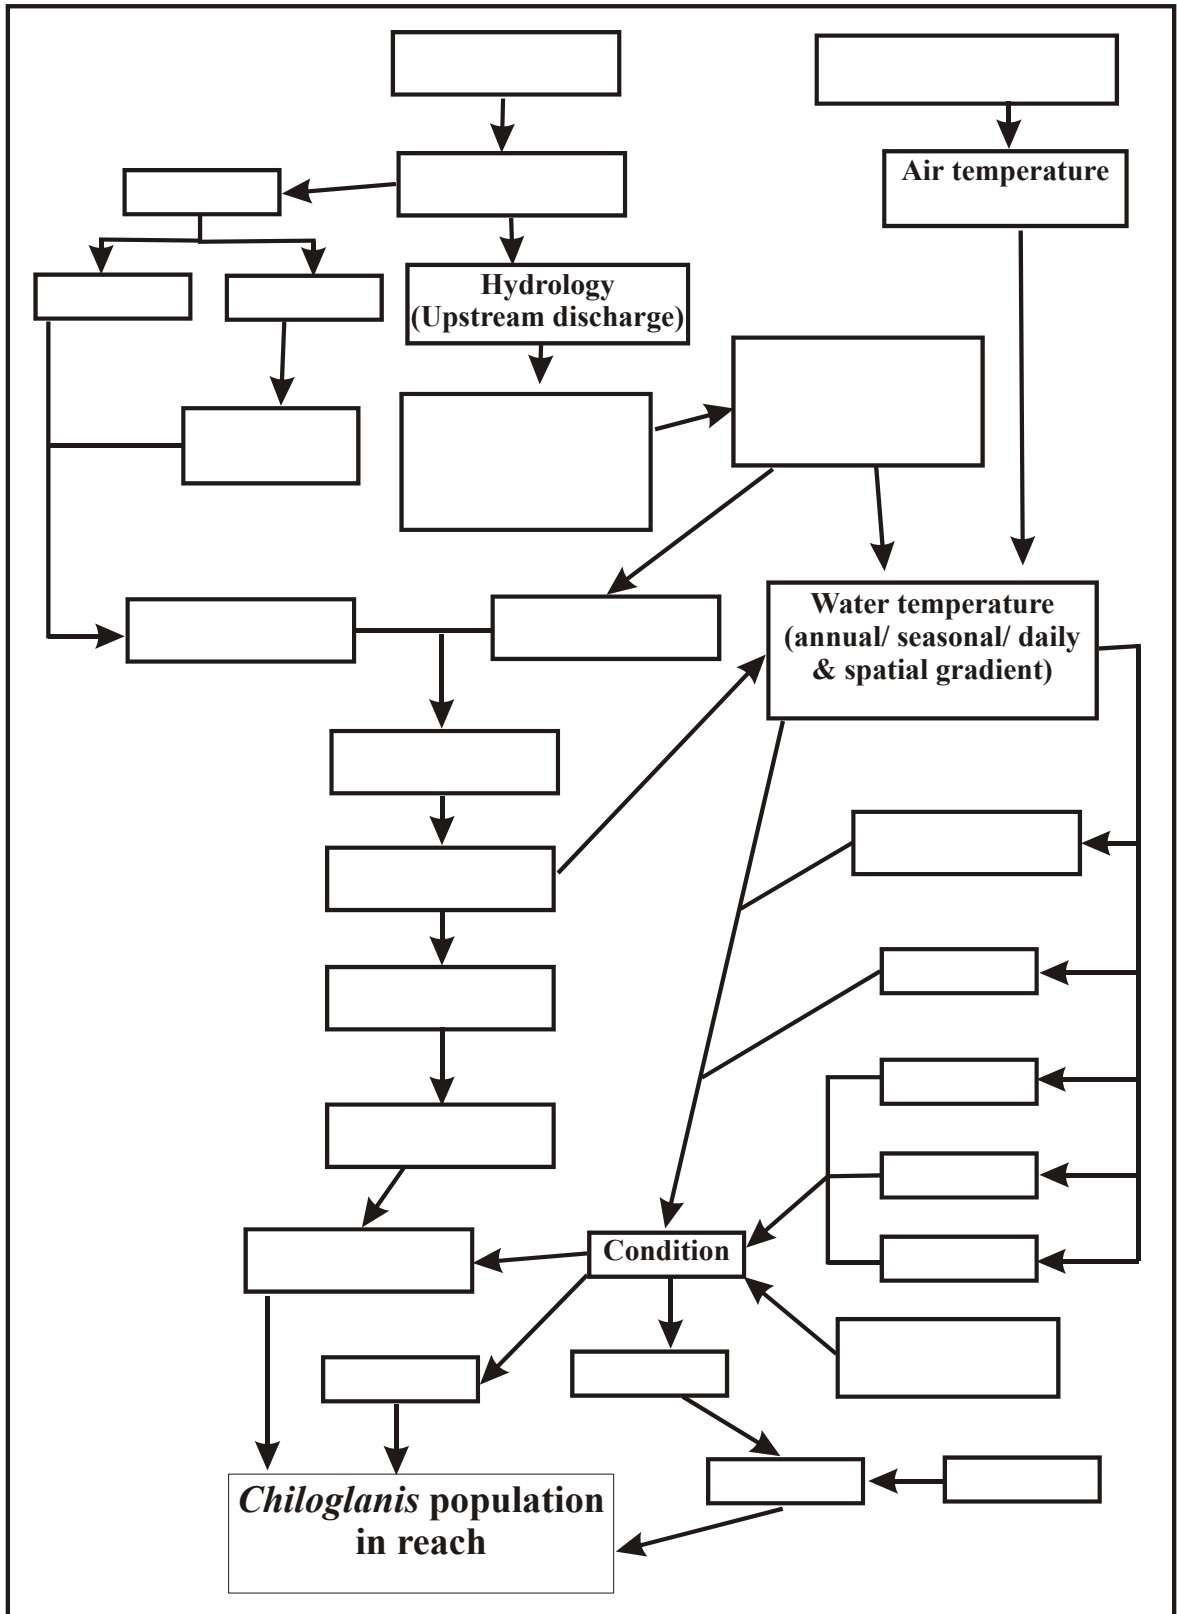 Air temperature
Hydrology
(Upstream discharge)
Water temperature
(annual/ seasonal/ daily
& spatial gradient)
Condition
Chiloglanis population
in reach